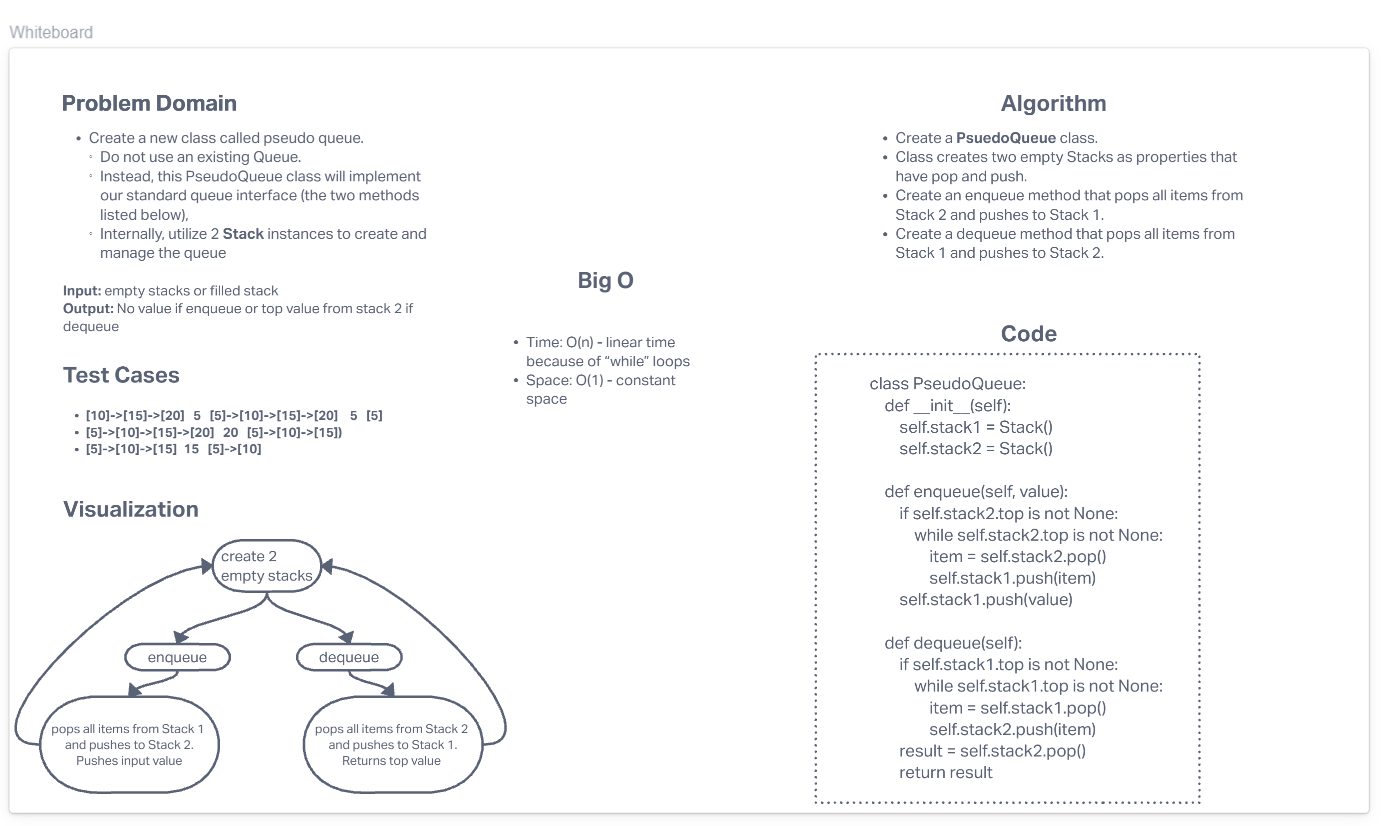 Whiteboard
Problem Domain
• Create a new class called pseudo queue.
◦ Do not use an existing Queue.
◦ Instead, this PseudoQueue class will implement
our standard queue interface (the two methods
listed below),
◦ Internally, utilize 2 Stack instances to create and
manage the queue
Input: empty stacks or filled stack
Output: No value if enqueue or top value from stack 2 if
dequeue
Test Cases
• [10]->[15]->[20] 5 [5]->[10]->[15]->[20] 5 [5]
• [5]->[10]->[15]->[20] 20 [5]->[10]->[15])
• [5]->[10]->[15] 15 [5]->[10]
Visualization
create 2
empty stacks
enqueue
dequeue
pops all items from Stack 1
and pushes to Stack 2.
Pushes input value
pops all items from Stack 2
and pushes to Stack 1.
Returns top value
Big O
• Time: O(n) - linear time
because of “while” loops
• Space: O(1) - constant
space
Algorithm
• Create a PsuedoQueue class.
• Class creates two empty Stacks as properties that
have pop and push.
• Create an enqueue method that pops all items from
Stack 2 and pushes to Stack 1.
• Create a dequeue method that pops all items from
Stack 1 and pushes to Stack 2.
Code
class PseudoQueue:
def __init__(self):
self.stack1 = Stack()
self.stack2 = Stack()
def enqueue(self, value):
if self.stack2.top is not None:
while self.stack2.top is not None:
item = self.stack2.pop()
self.stack1.push(item)
self.stack1.push(value)
def dequeue(self):
if self.stack1.top is not None:
while self.stack1.top is not None:
item = self.stack1.pop()
self.stack2.push(item)
result = self.stack2.pop()
return result